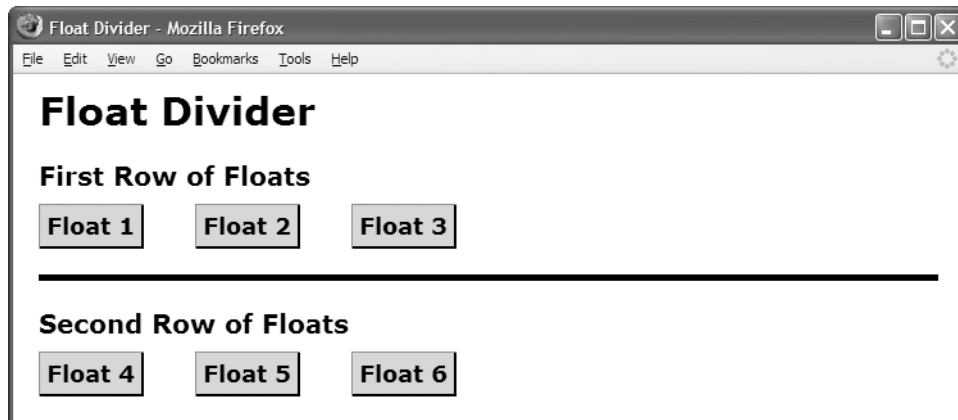 Float Divider - Mozilla Firefox
File Edit View Go Bookmarks Tools Help
Float Divider
First Row of Floats
Float 1 Float 2 Float 3
Second Row of Floats
Float 4 Float 5 Float 6